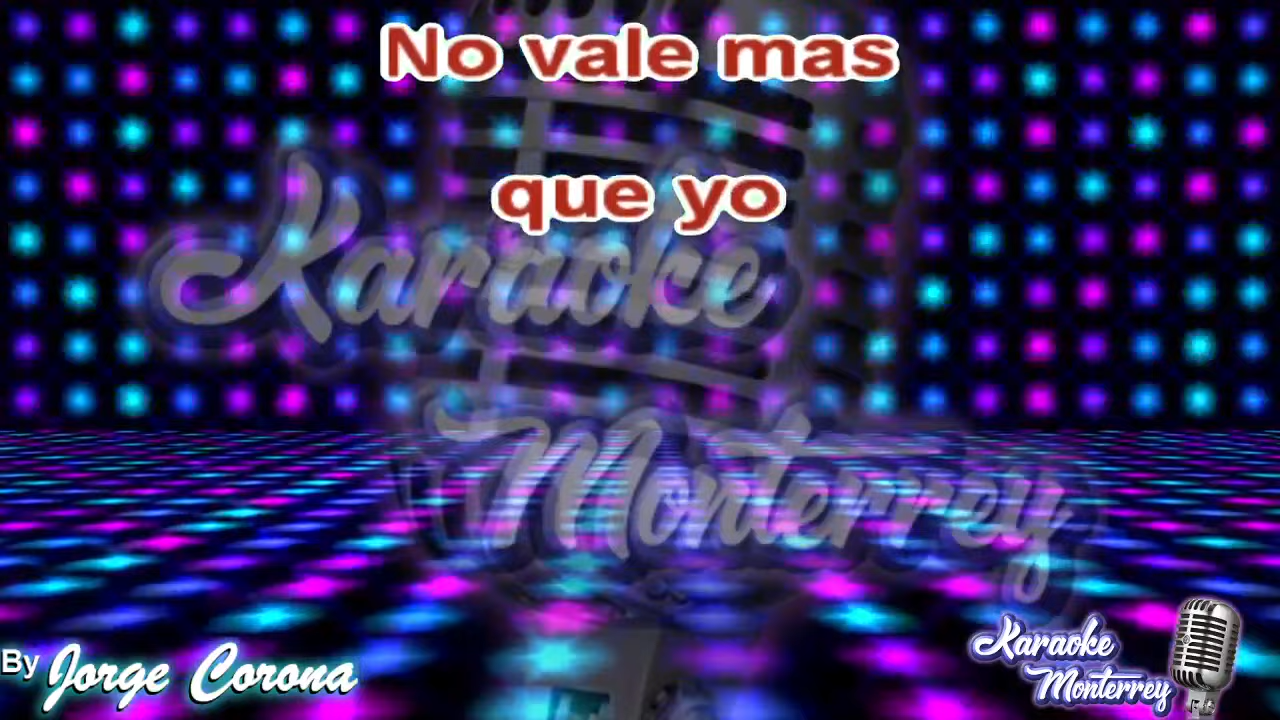 No vale mas
que yo
Karaoke
Monterrey
By Jorge Corona
Karaoke
Monterrey